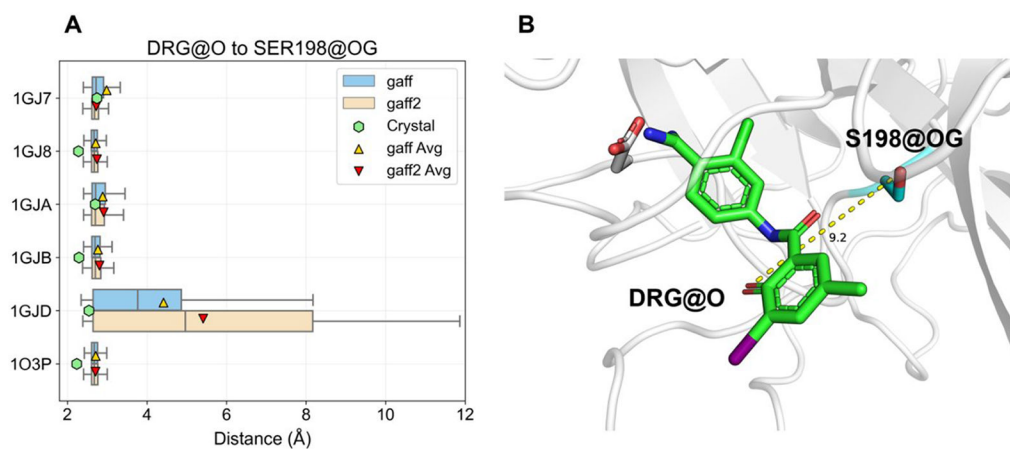 A
DRG@O to SER198@OG
1GJ7
1GJ8
1GJA
1GJB
1GJD
1O3P
gaff
gaff2
Crystal
gaff Avg
gaff2 Avg
2 4 6 8 10 12
Distance (Å)
B
S198@OG
9.2
DRG@O